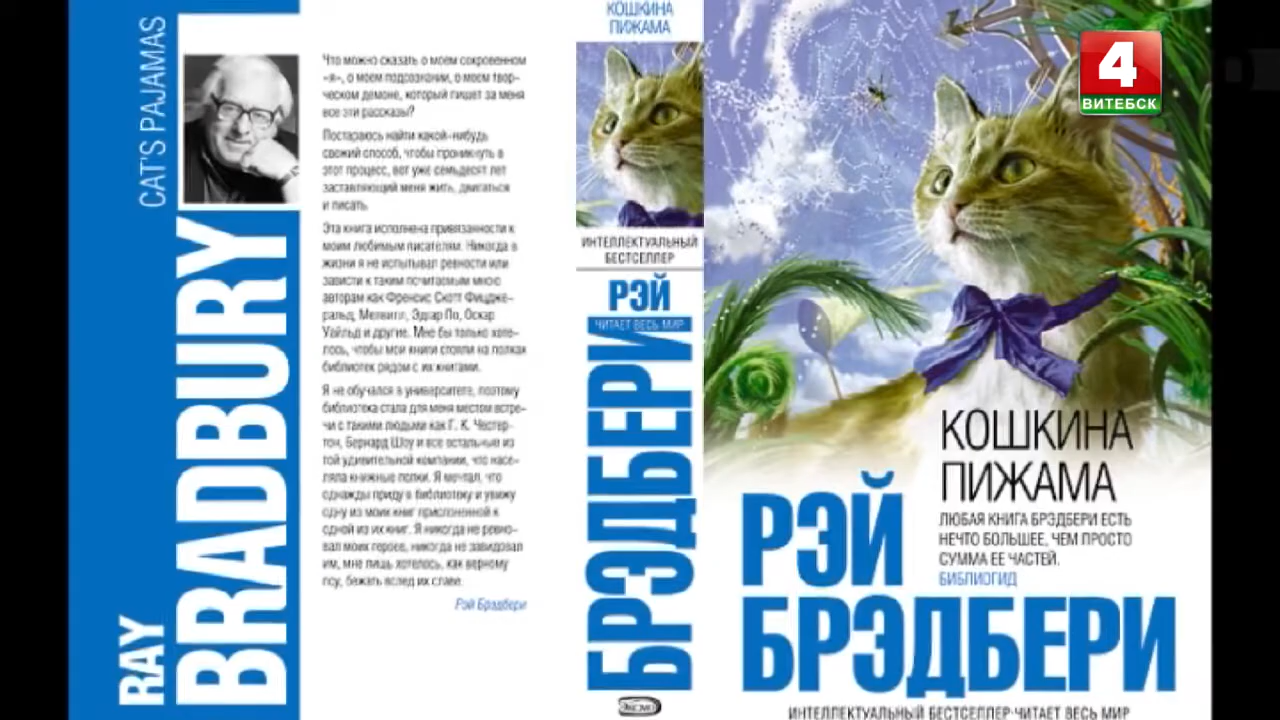 CAT'S PAJAMAS
RAY
BRADBURY
Что можно сказать о моем сокровенном
«я», о моем подсознании, о моем твор-
ческом демоне, который пишет за меня
все эти рассказы?
Постараюсь найти какой-нибудь
свежий способ, чтобы проникнуть в
этот процесс, вот уже семьдесят лет
заставляющий меня жить, двигаться
и писать.
Эта книга исполнена привязанности к
моим любимым писателям. Никогда в
жизни я не испытывал ревности или
зависти к таким почитаемым мною
авторам как Френсис Скотт Фицдже-
ральд, Мелвилл, Эдгар По, Оскар
Уайльд и другие. Мне бы только хоте-
лось, чтобы мои книги стояли на полках
библиотек рядом с их книгами.
Я не обучался в университете, поэтому
библиотека стала для меня местом встре-
чи с такими людьми как Г. К. Честер-
тон, Бернард Шоу и все остальные из
той удивительной компании, что насе-
ляла книжные полки. Я мечтал, что
однажды приду в библиотеку и увижу
одну из моих книг прислоненной к
одной из их книг. Я никогда не ревно-
вал моих героев, никогда не завидовал
им, мне лишь хотелось, как верному
псу, бежать вслед их славе.
Рэй Брэдбери
КОШКИНА
ПИЖАМА
ИНТЕЛЛЕКТУАЛЬНЫЙ
БЕСТСЕЛЛЕР
РЭЙ
ЧИТАЕТ ВЕСЬ МИР
БРЭДБЕРИ
ЭКСМО
4
ВИТЕБСК
КОШКИНА
ПИЖАМА
ЛЮБАЯ КНИГА БРЭДБЕРИ ЕСТЬ
НЕЧТО БОЛЬШЕЕ, ЧЕМ ПРОСТО
СУММА ЕЕ ЧАСТЕЙ.
БИБЛИОГИД
РЭЙ
БРЭДБЕРИ
ИНТЕЛЛЕКТУАЛЬНЫЙ БЕСТСЕЛЛЕР·ЧИТАЕТ ВЕСЬ МИР